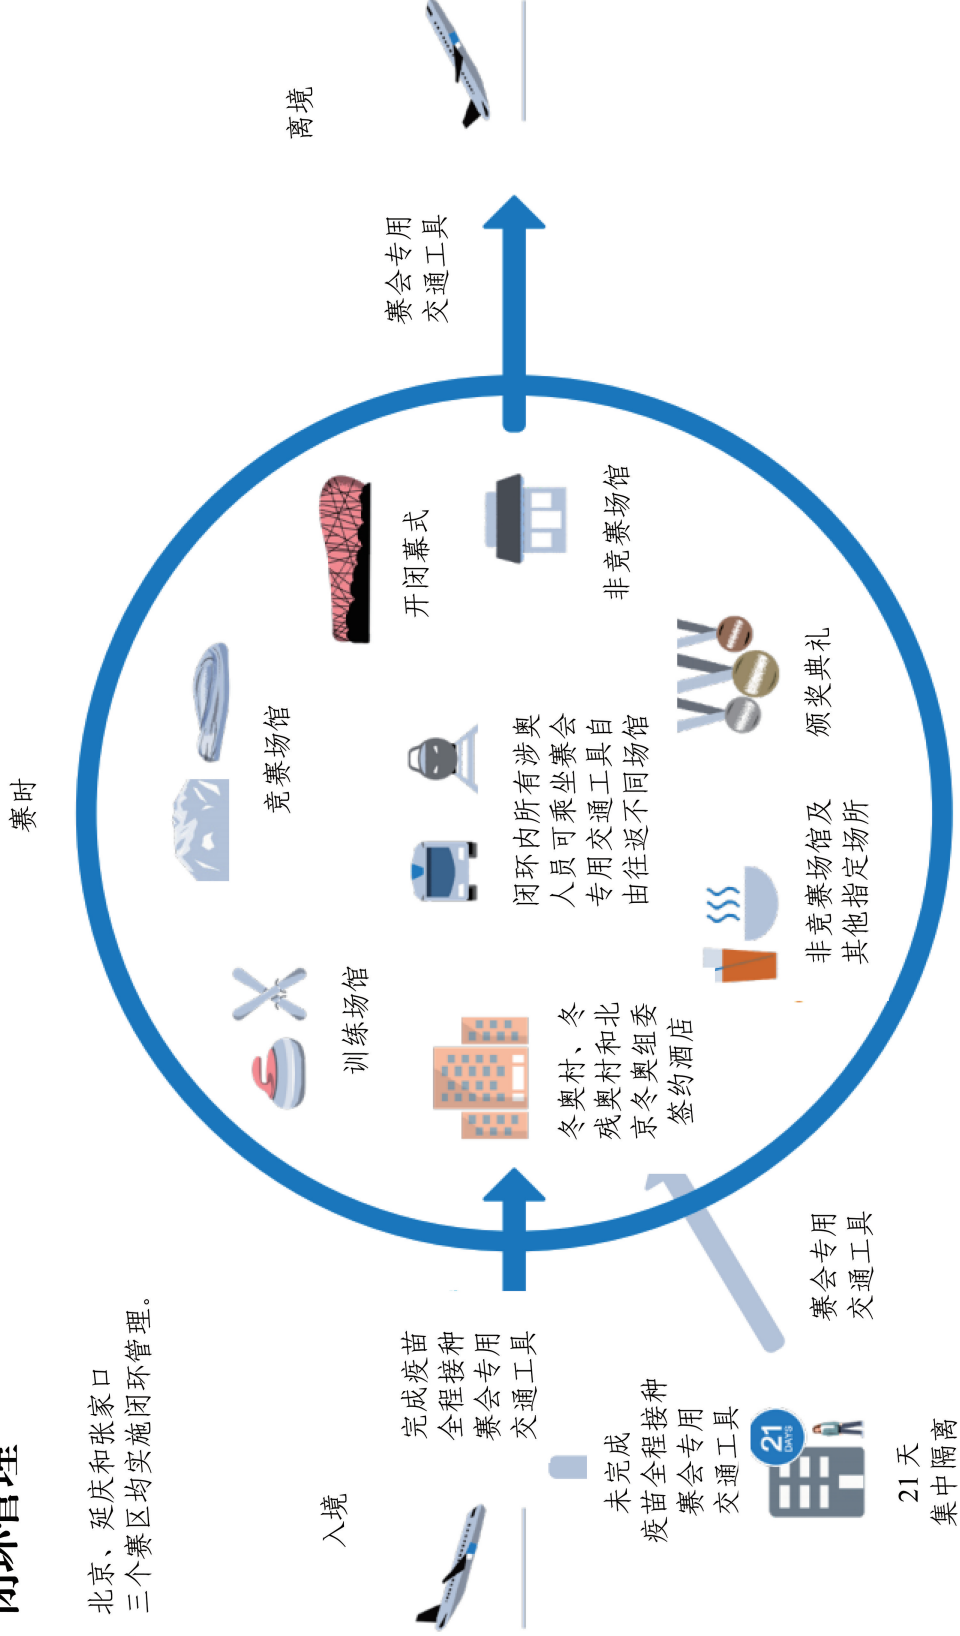 闭环管理
北京、延庆和张家口
三个赛区均实施闭环管理。
赛时
入境
完成疫苗
全程接种
赛会专用
交通工具
未完成
疫苗全程接种
赛会专用
交通工具
21
DAYS
21 天
集中隔离
赛会专用
交通工具
训练场馆
竞赛场馆
开闭幕式
冬奥村、冬
残奥村和北
京冬奥组委
签约酒店
闭环内所有涉奥
人员可乘坐赛会
专用交通工具自
由往返不同场馆
非竞赛场馆
非竞赛场馆及
其他指定场所
颁奖典礼
赛会专用
交通工具
离境